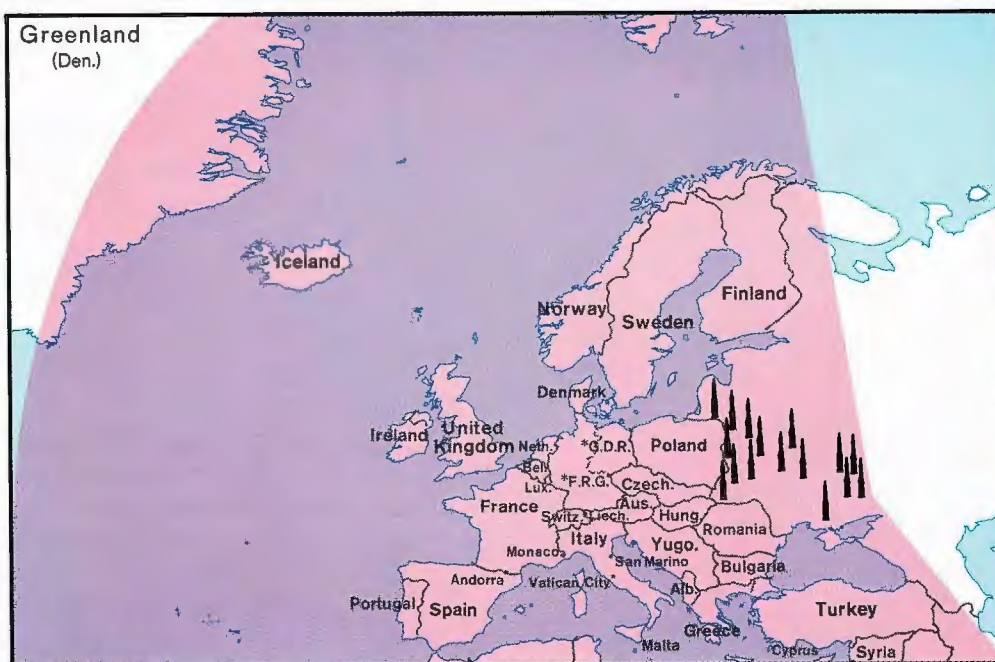 Greenland
(Den.)
Iceland
Norway
Sweden
Finland
Denmark
Ireland
United
Kingdom
Neth.
*G.D.R.
Poland
Bel.
Lux.
*F.R.G.
Czech.
France
Aus.
Switz.
Liech.
Hung.
Romania
Italy
Yugo.
Monaco
San Marino
Bulgaria
Andorra
Vatican City
Alb.
Portugal
Spain
Turkey
Greece
Malta
Cyprus
Syria